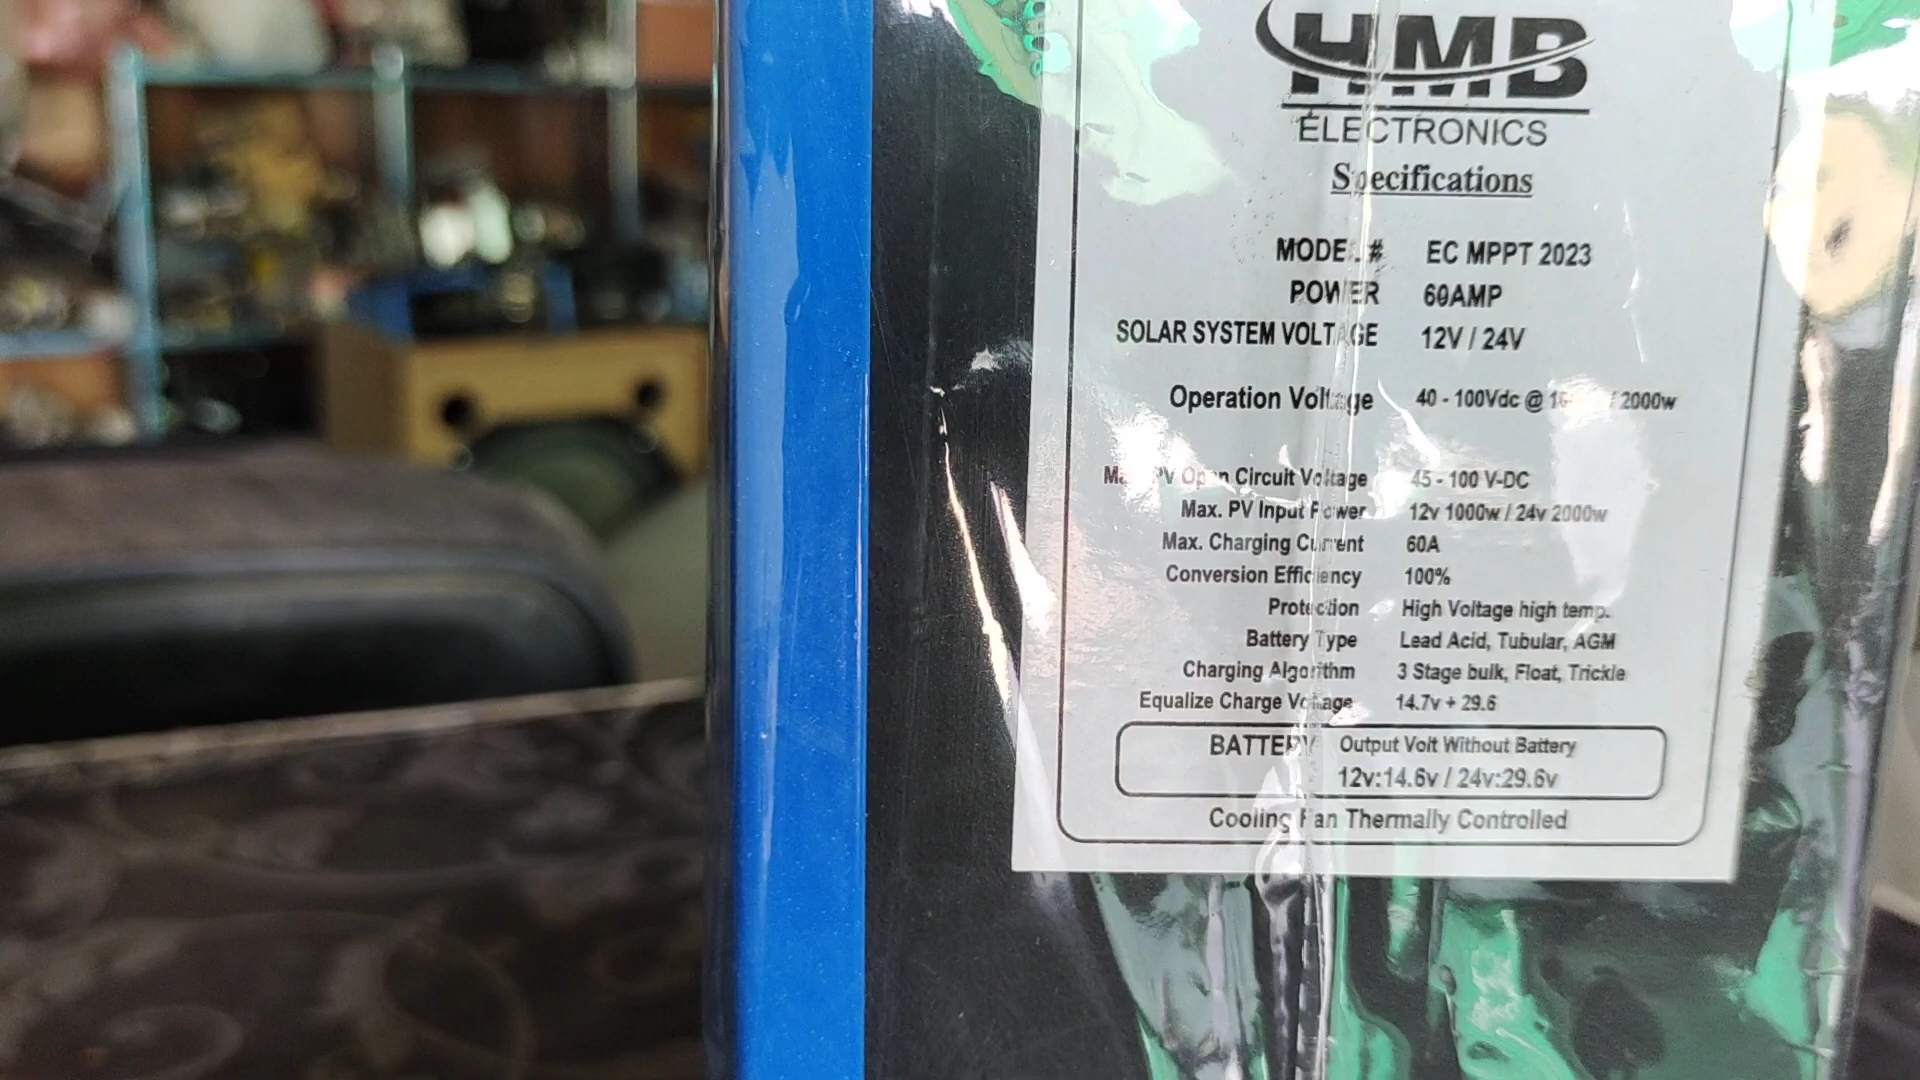 HMB
ELECTRONICS
Specifications
MODEL # EC MPPT 2023
POWER 60AMP
SOLAR SYSTEM VOLTAGE 12V / 24V
Operation Voltage 40 - 100Vdc @ / 2000w
Max. PV Open Circuit Voltage 45 - 100 V-DC
Max. PV Input Power 12v 1000w / 24v 2000w
Max. Charging Current 60A
Conversion Efficiency 100%
Protection High Voltage high temp.
Battery Type Lead Acid, Tubular, AGM
Charging Algorithm 3 Stage bulk, Float, Trickle
Equalize Charge Voltage 14.7v + 29.6
BATTERY Output Volt Without Battery
12v:14.6v / 24v:29.6v
Cooling Fan Thermally Controlled